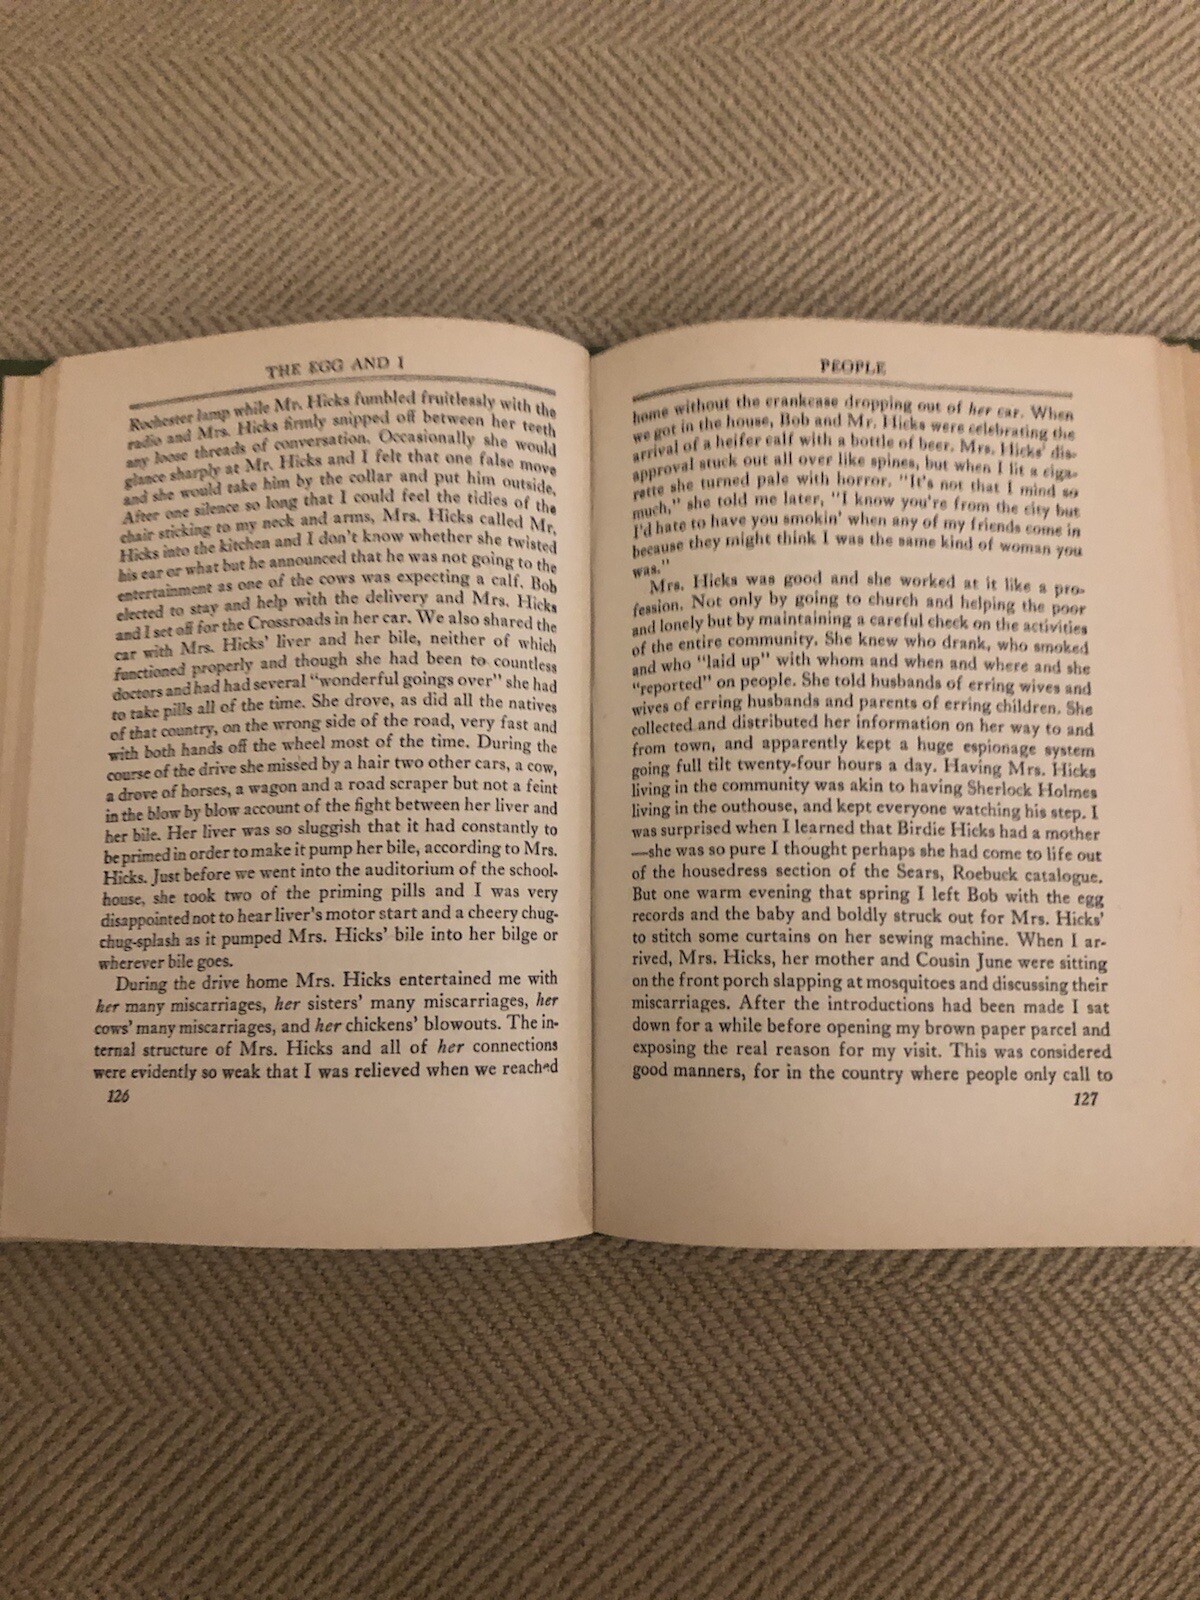 THE EGG AND I
Rochester lamp while Mr. Hicks fumbled fruitlessly with the
radio and Mrs. Hicks firmly snipped off between her teeth
any loose threads of conversation. Occasionally she would
glance sharply at Mr. Hicks and I felt that one false move
and she would take him by the collar and put him outside.
After one silence so long that I could feel the tidies of the
chair sticking to my neck and arms, Mrs. Hicks called Mr.
Hicks into the kitchen and I don't know whether she twisted
his ear or what but he announced that he was not going to the
entertainment as one of the cows was expecting a calf. Bob
elected to stay and help with the delivery and Mrs. Hicks
and I set off for the Crossroads in her car. We also shared the
car with Mrs. Hicks' liver and her bile, neither of which
functioned properly and though she had been to countless
doctors and had had several "wonderful goings over" she had
to take pills all of the time. She drove, as did all the natives
of that country, on the wrong side of the road, very fast and
with both hands off the wheel most of the time. During the
course of the drive she missed by a hair two other cars, a cow,
a drove of horses, a wagon and a road scraper but not a feint
in the blow by blow account of the fight between her liver and
her bile. Her liver was so sluggish that it had constantly to
be primed in order to make it pump her bile, according to Mrs.
Hicks. Just before we went into the auditorium of the school-
house, she took two of the priming pills and I was very
disappointed not to hear liver's motor start and a cheery chug-
chug-splash as it pumped Mrs. Hicks' bile into her bilge or
wherever bile goes.
During the drive home Mrs. Hicks entertained me with
her many miscarriages, her sisters' many miscarriages, her
cows' many miscarriages, and her chickens' blowouts. The in-
ternal structure of Mrs. Hicks and all of her connections
were evidently so weak that I was relieved when we reached
126
PEOPLE
home without the crankcase dropping out of her car. When
we got in the house, Bob and Mr. Hicks were celebrating the
arrival of a heifer calf with a bottle of beer. Mrs. Hicks' dis-
approval stuck out all over like spines, but when I lit a ciga-
rette she turned pale with horror. "It's not that I mind so
much," she told me later, "I know you're from the city but
I'd hate to have you smokin' when any of my friends come in
because they might think I was the same kind of woman you
was."
Mrs. Hicks was good and she worked at it like a pro-
fession. Not only by going to church and helping the poor
and lonely but by maintaining a careful check on the activities
of the entire community. She knew who drank, who smoked
and who "laid up" with whom and when and where and she
"reported" on people. She told husbands of erring wives and
wives of erring husbands and parents of erring children. She
collected and distributed her information on her way to and
from town, and apparently kept a huge espionage system
going full tilt twenty-four hours a day. Having Mrs. Hicks
living in the community was akin to having Sherlock Holmes
living in the outhouse, and kept everyone watching his step. I
was surprised when I learned that Birdie Hicks had a mother
—she was so pure I thought perhaps she had come to life out
of the housedress section of the Sears, Roebuck catalogue.
But one warm evening that spring I left Bob with the egg
records and the baby and boldly struck out for Mrs. Hicks'
to stitch some curtains on her sewing machine. When I ar-
rived, Mrs. Hicks, her mother and Cousin June were sitting
on the front porch slapping at mosquitoes and discussing their
miscarriages. After the introductions had been made I sat
down for a while before opening my brown paper parcel and
exposing the real reason for my visit. This was considered
good manners, for in the country where people only call to
127